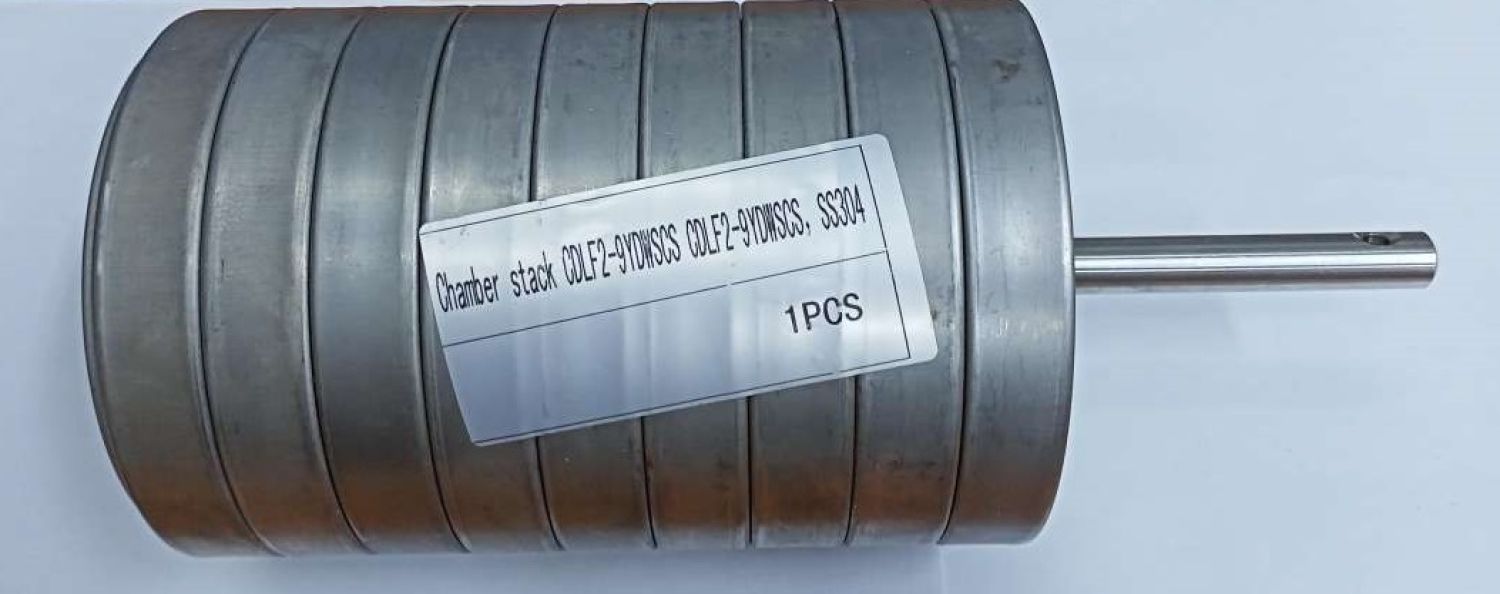 Chamber stack CDLF2-9YDWSCS CDLF2-9YDWSCS, SS304
1PCS